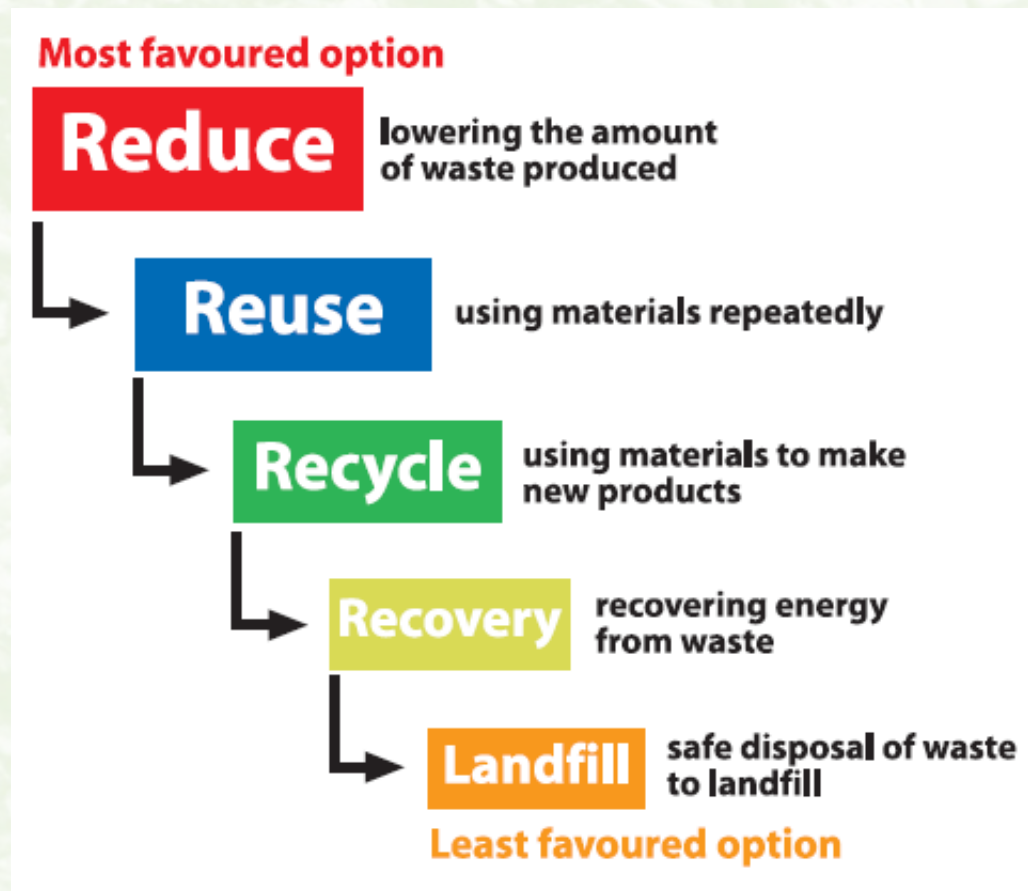 Most favoured option
Reduce
lowering the amount
of waste produced
Reuse
using materials repeatedly
Recycle
using materials to make
new products
Recovery
recovering energy
from waste
Landfill
safe disposal of waste
to landfill
Least favoured option